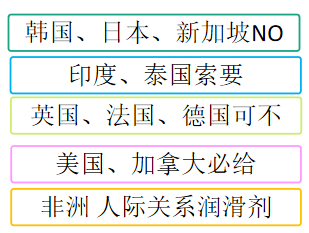 韩国、日本、新加坡NO
印度、泰国索要
英国、法国、德国可不
美国、加拿大必给
非洲 人际关系润滑剂